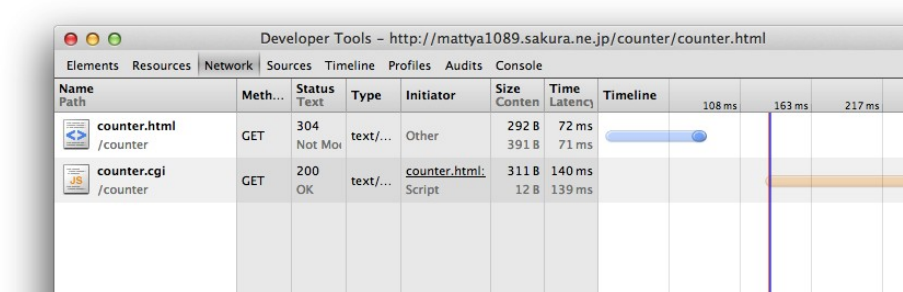 Developer Tools – http://mattya1089.sakura.ne.jp/counter/counter.html
Elements Resources Network Sources Timeline Profiles Audits Console
Name Path Meth... Status Text Type Initiator Size Conten Time Latency Timeline 108 ms 163 ms 217 ms
counter.html GET 304 text/... Other 292 B 72 ms
/counter Not Mo 391 B 71 ms
JS counter.cgi GET 200 text/... counter.html: 311 B 140 ms
/counter OK Script 12 B 139 ms